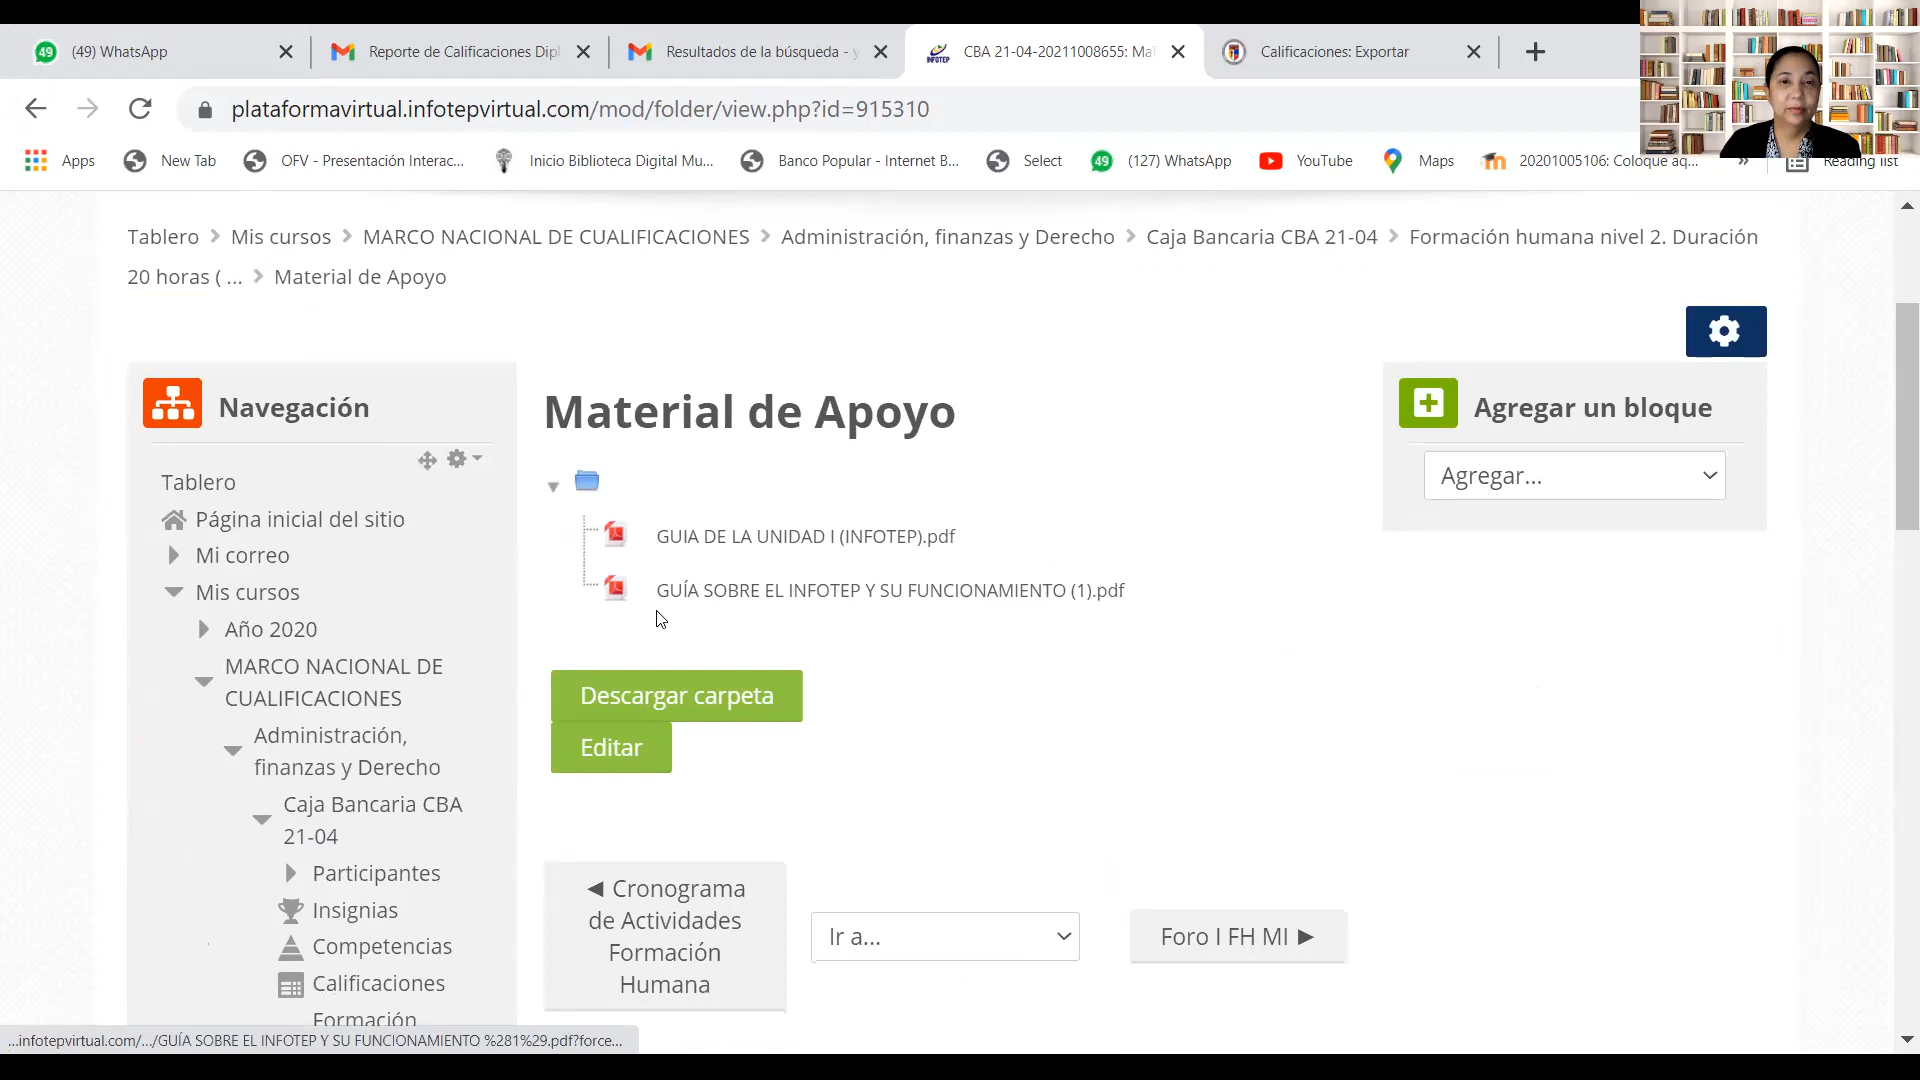 (49) WhatsApp
Reporte de Calificaciones Dipl
Resultados de la búsqueda - y
CBA 21-04-20211008655: Ma
Calificaciones: Exportar
plataformavirtual.infotepvirtual.com/mod/folder/view.php?id=915310
Apps
New Tab
OFV - Presentación Interac...
Inicio Biblioteca Digital Mu...
Banco Popular - Internet B...
Select
49
(127) WhatsApp
YouTube
Maps
20201005106: Coloque aq...
»
Reading list
Tablero > Mis cursos > MARCO NACIONAL DE CUALIFICACIONES > Administración, finanzas y Derecho > Caja Bancaria CBA 21-04 > Formación humana nivel 2. Duración
20 horas ( ... > Material de Apoyo
Navegación
Tablero
Página inicial del sitio
Mi correo
Mis cursos
Año 2020
MARCO NACIONAL DE
CUALIFICACIONES
Administración,
finanzas y Derecho
Caja Bancaria CBA
21-04
Participantes
Insignias
Competencias
Calificaciones
Formación
Material de Apoyo
GUIA DE LA UNIDAD I (INFOTEP).pdf
GUÍA SOBRE EL INFOTEP Y SU FUNCIONAMIENTO (1).pdf
Descargar carpeta
Editar
◄ Cronograma
de Actividades
Formación
Humana
Ir a...
Foro I FH MI ►
Agregar un bloque
Agregar...
...infotepvirtual.com/.../GUÍA SOBRE EL INFOTEP Y SU FUNCIONAMIENTO %281%29.pdf?force...